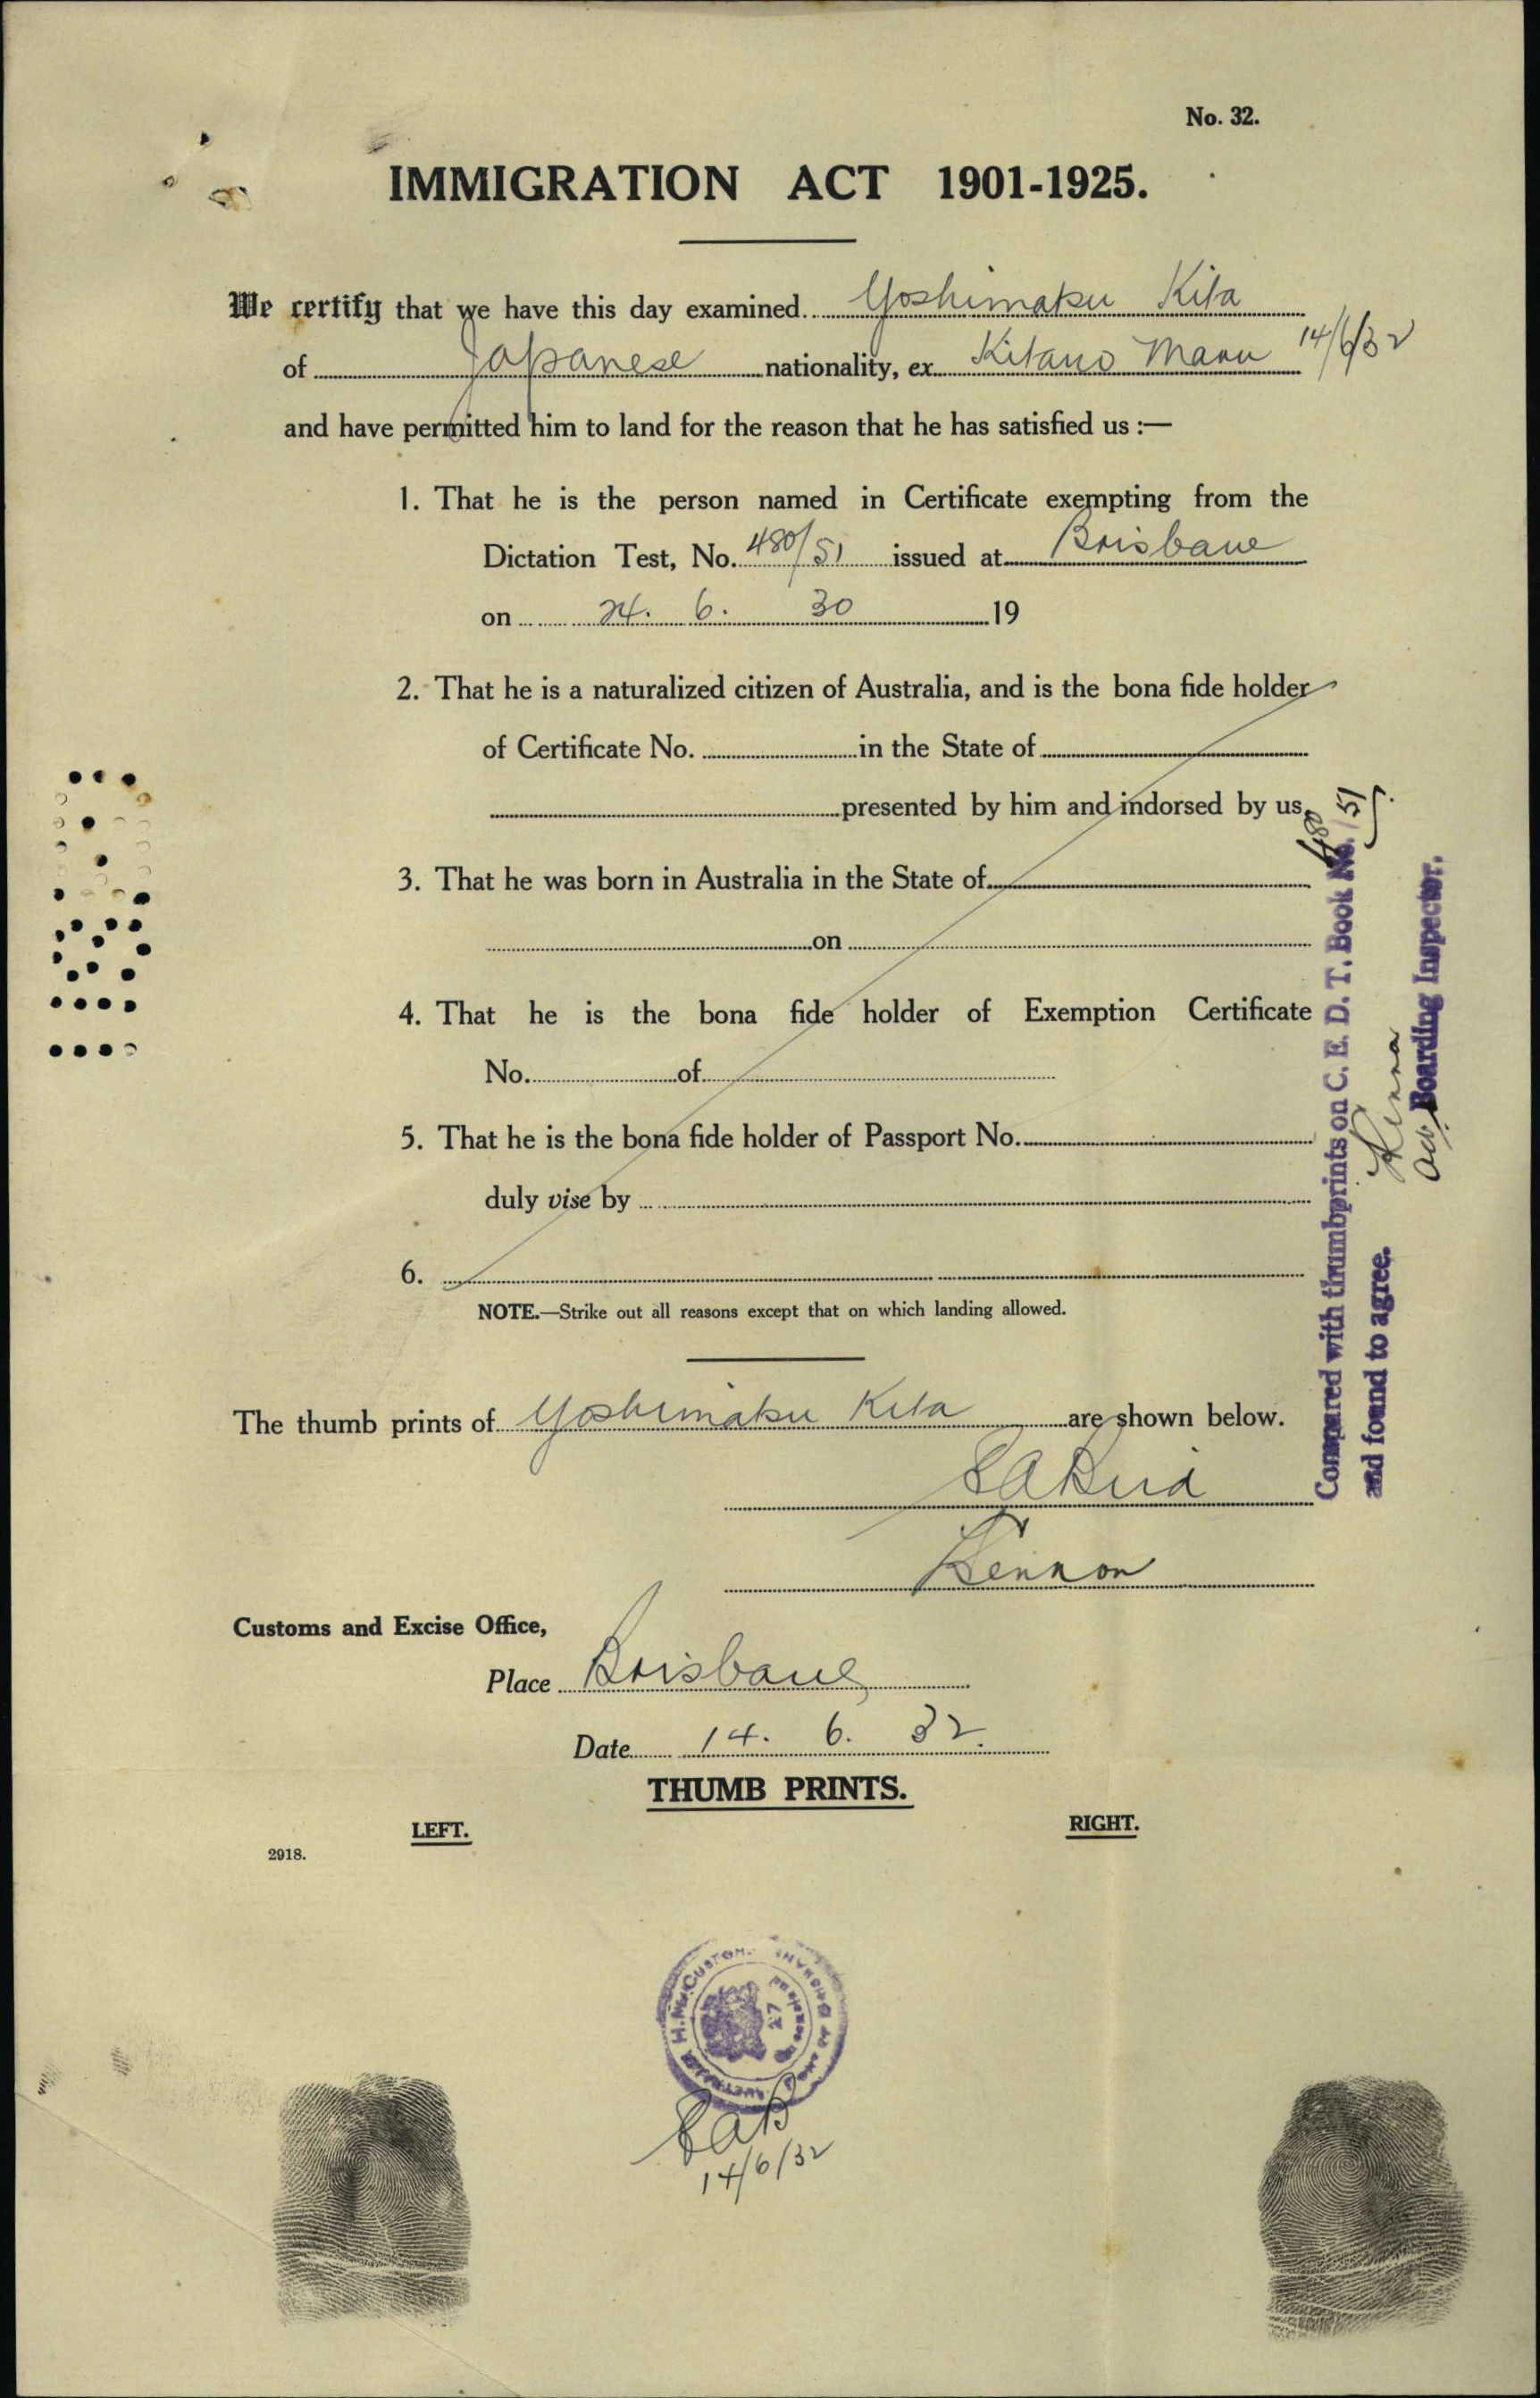 No. 32.
IMMIGRATION ACT 1901-1925.
We certify that we have this day examined Yoshimatsu Kita
of Japanese nationality, ex Kitano Maru 14/6/32
and have permitted him to land for the reason that he has satisfied us :—
1. That he is the person named in Certificate exempting from the
Dictation Test, No. 480/51 issued at Brisbane
on 24. 6. 30 19
2. That he is a naturalized citizen of Australia, and is the bona fide holder
of Certificate No. in the State of
presented by him and indorsed by us.
3. That he was born in Australia in the State of
on
4. That he is the bona fide holder of Exemption Certificate
No. of
5. That he is the bona fide holder of Passport No.
duly vise by
6.
NOTE.—Strike out all reasons except that on which landing allowed.
The thumb prints of Yoshimatsu Kita are shown below.
Customs and Excise Office,
Place Brisbane
Date 14. 6. 32.
THUMB PRINTS.
LEFT.
RIGHT.
2918.
H.M. CUSTOMS BRISBANE
27
AUSTRALIA
SAB
14/6/32
Compared with thumbprints on C. E. D. T. Book No. 480/51
and found to agree.
Boarding Inspector.